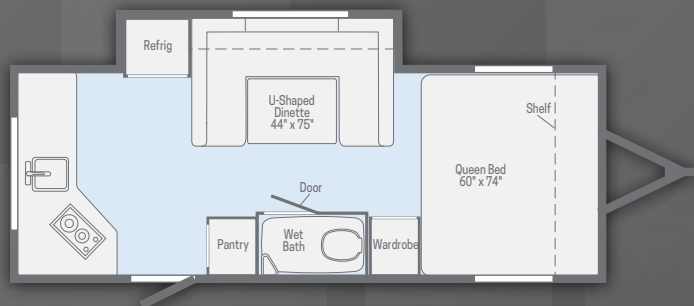 Refrig
U-Shaped
Dinette
44" x 75"
Shelf
Queen Bed
60" x 74"
Door
Pantry
Wet
Bath
Wardrobe